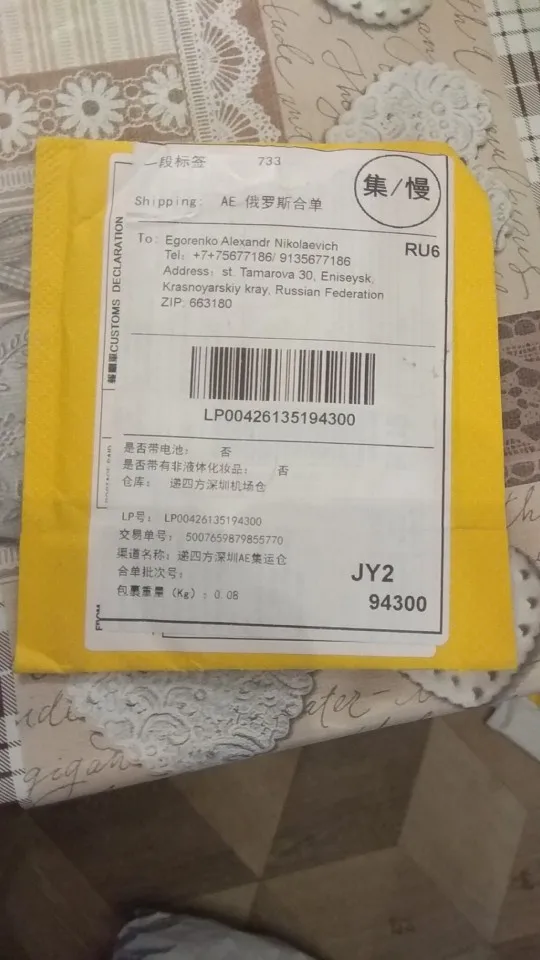 一段标签 733
集/慢
Shipping: AE 俄罗斯合单
RU6
To: Egorenko Alexandr Nikolaevich
Tel: +7+75677186/ 9135677186
Address: st. Tamarova 30, Eniseysk,
Krasnoyarskiy kray, Russian Federation
ZIP: 663180
CUSTOMS DECLARATION
LP00426135194300
是否带电池: 否
是否带有非液体化妆品: 否
仓库: 递四方深圳机场仓
LP号: LP00426135194300
交易单号: 5007659879855770
渠道名称: 递四方深圳AE集运仓
合单批次号:
包裹重量 (Kg) : 0.08
JY2
94300